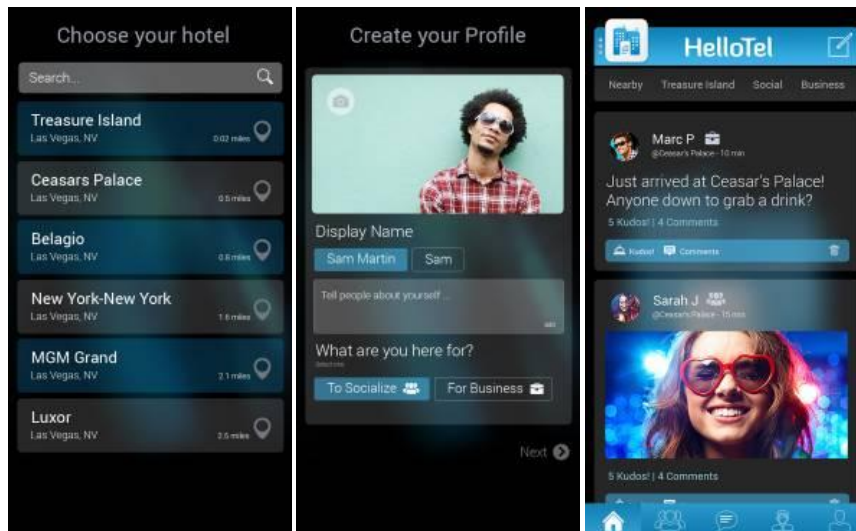 Choose your hotel
Search...
Treasure Island
Las Vegas, NV
0.02 miles
Ceasars Palace
Las Vegas, NV
0.5 miles
Belagio
Las Vegas, NV
0.8 miles
New York-New York
Las Vegas, NV
1.6 miles
MGM Grand
Las Vegas, NV
2.1 miles
Luxor
Las Vegas, NV
2.5 miles
Create your Profile
Display Name
Sam Martin
Sam
Tell people about yourself ...
What are you here for?
To Socialize
For Business
Next
HelloTel
Nearby
Treasure Island
Social
Business
Marc P
@Ceasar's Palace - 10 min
Just arrived at Ceasar's Palace!
Anyone down to grab a drink?
5 Kudos! | 4 Comments
Kudos!
Comments
Sarah J
@Ceasars Palace - 15 min
5 Kudos! | 4 Comments